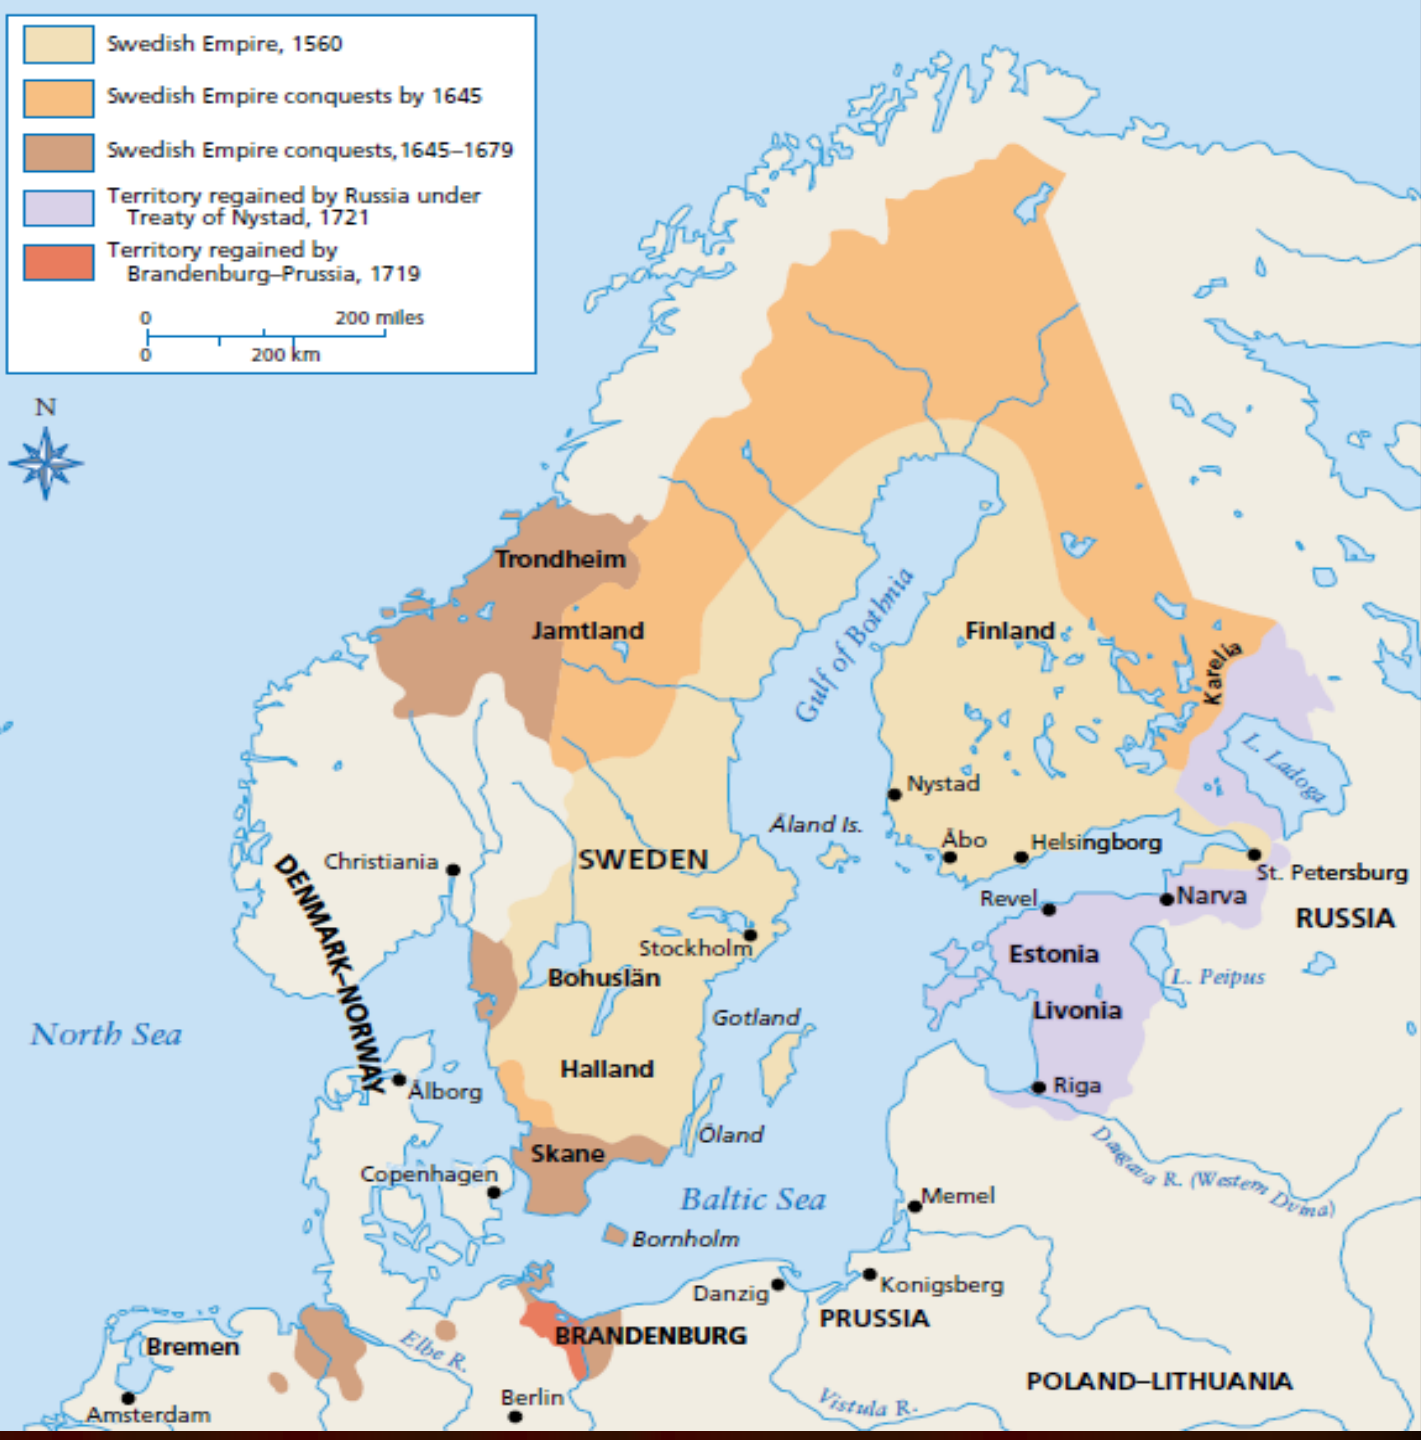 Swedish Empire, 1560
Swedish Empire conquests by 1645
Swedish Empire conquests, 1645–1679
Territory regained by Russia under
Treaty of Nystad, 1721
Territory regained by
Brandenburg–Prussia, 1719
0 200 miles
0 200 km
N
Trondheim
Jamtland
Gulf of Bothnia
Finland
Karelia
L. Ladoga
Nystad
Åland Is.
Åbo
Helsingborg
Christiania
SWEDEN
St. Petersburg
Revel
Narva
RUSSIA
DENMARK–NORWAY
Stockholm
Estonia
Bohuslän
L. Peipus
Livonia
North Sea
Gotland
Halland
Riga
Ålborg
Öland
Skane
Daugava R. (Western Dvina)
Copenhagen
Baltic Sea
Memel
Bornholm
Danzig
Konigsberg
PRUSSIA
Bremen
Elbe R.
BRANDENBURG
POLAND–LITHUANIA
Berlin
Vistula R.
Amsterdam